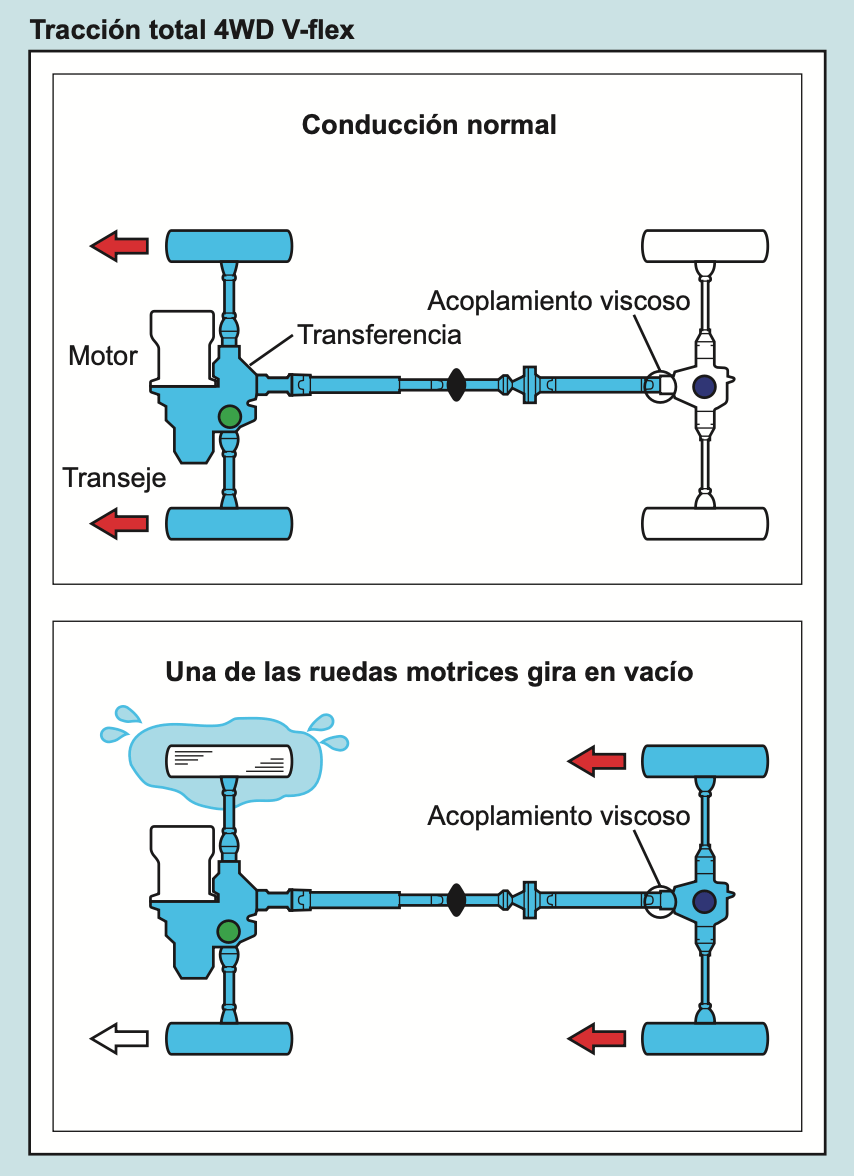 Tracción total 4WD V-flex
Conducción normal
Acoplamiento viscoso
Transferencia
Motor
Transeje
Una de las ruedas motrices gira en vacío
Acoplamiento viscoso